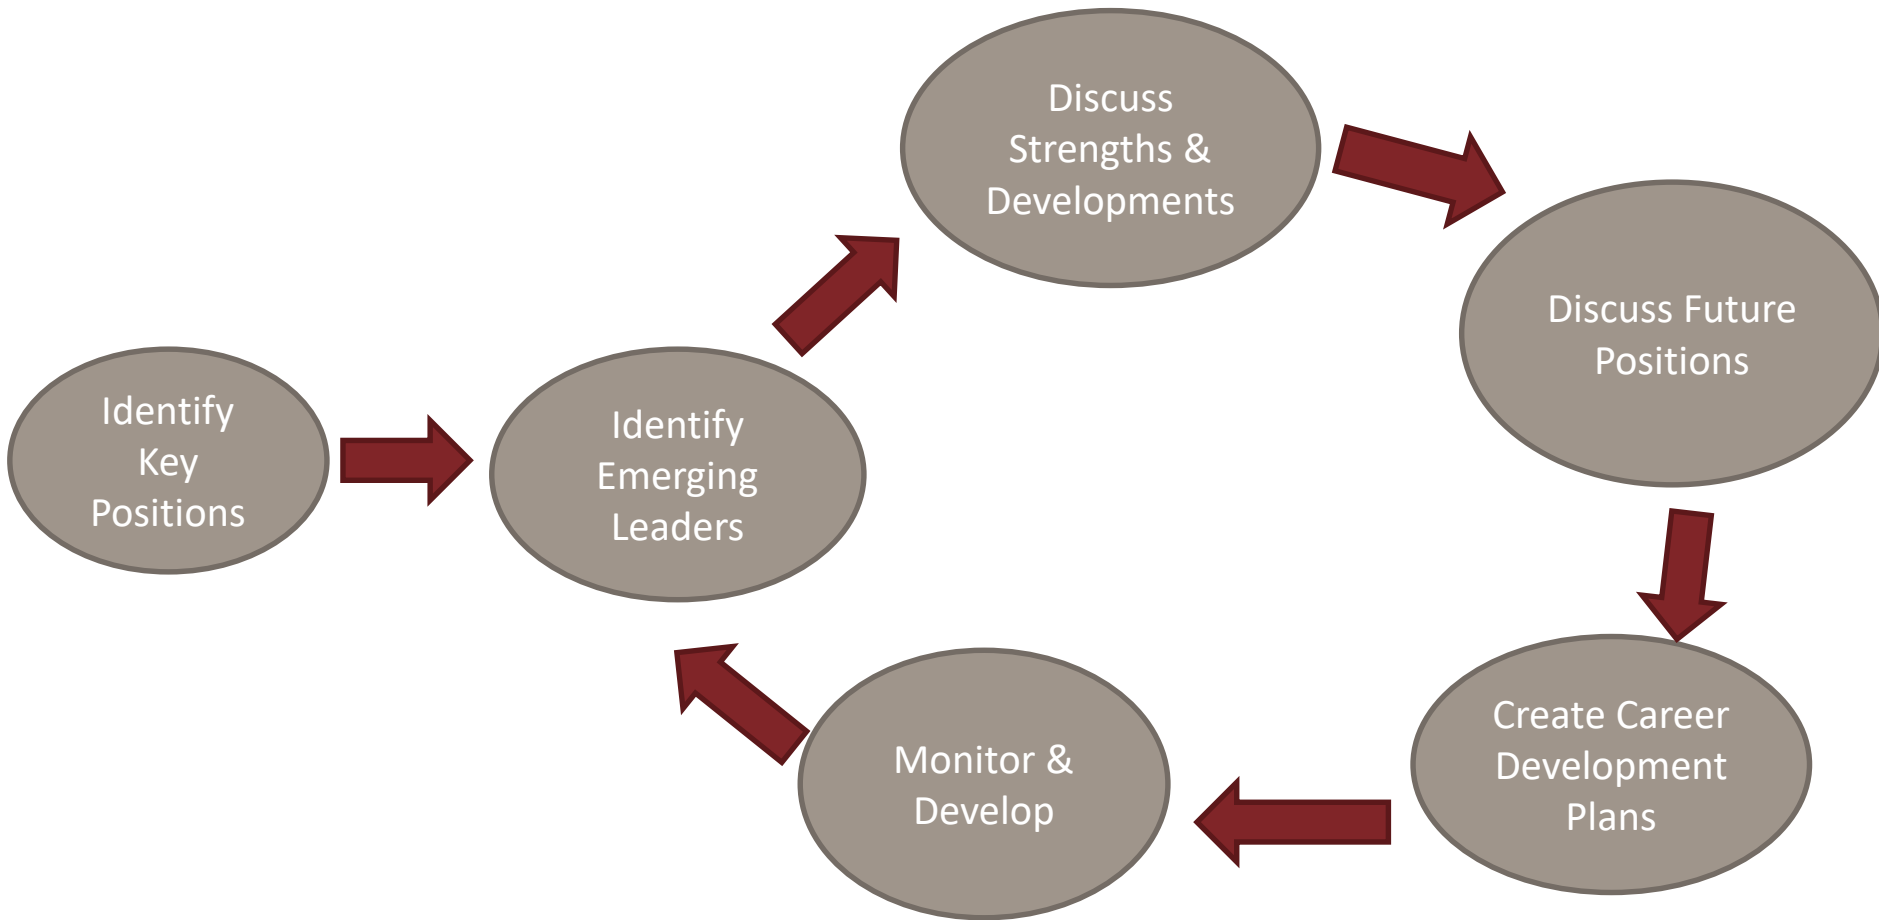 Identify
Key
Positions
Identify
Emerging
Leaders
Discuss
Strengths &
Developments
Discuss Future
Positions
Create Career
Development
Plans
Monitor &
Develop